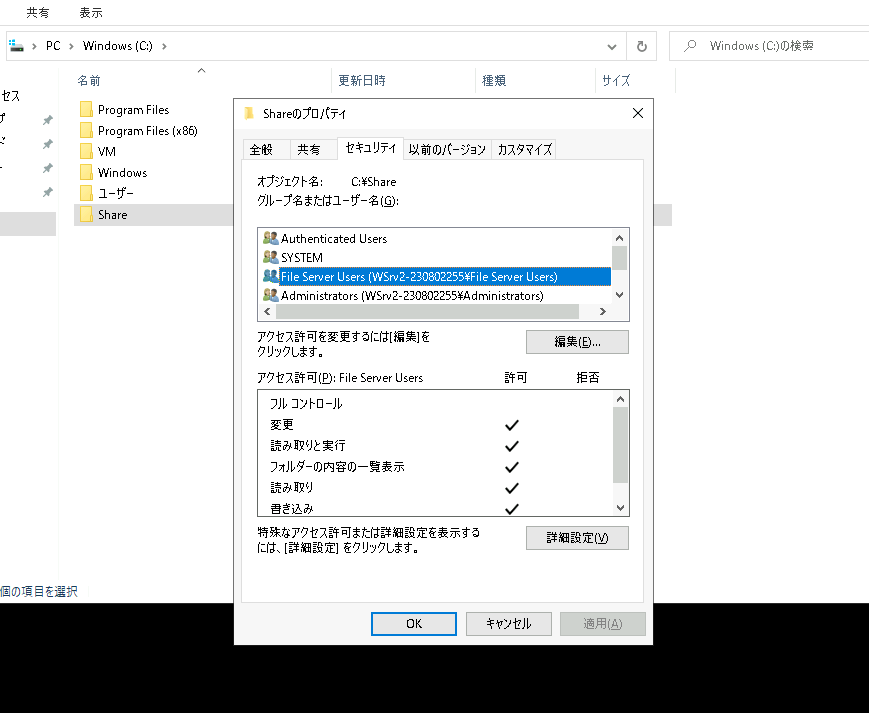 共有 表示
PC Windows (C:)
Windows (C:)の検索
名前 更新日時 種類 サイズ
セス
Program Files
Program Files (x86)
VM
Windows
ユーザー
Share
Shareのプロパティ
全般 共有 セキュリティ 以前のバージョン カスタマイズ
オブジェクト名: C:¥Share
グループ名またはユーザー名(G):
Authenticated Users
SYSTEM
File Server Users (WSrv2-230802255¥File Server Users)
Administrators (WSrv2-230802255¥Administrators)
アクセス許可を変更するには[編集]を
クリックします。
編集(E)...
アクセス許可(P): File Server Users 許可 拒否
フル コントロール
変更
読み取りと実行
フォルダーの内容の一覧表示
読み取り
書き込み
特殊なアクセス許可または詳細設定を表示する
には、[詳細設定] をクリックします。
詳細設定(V)
個の項目を選択
OK キャンセル 適用(A)